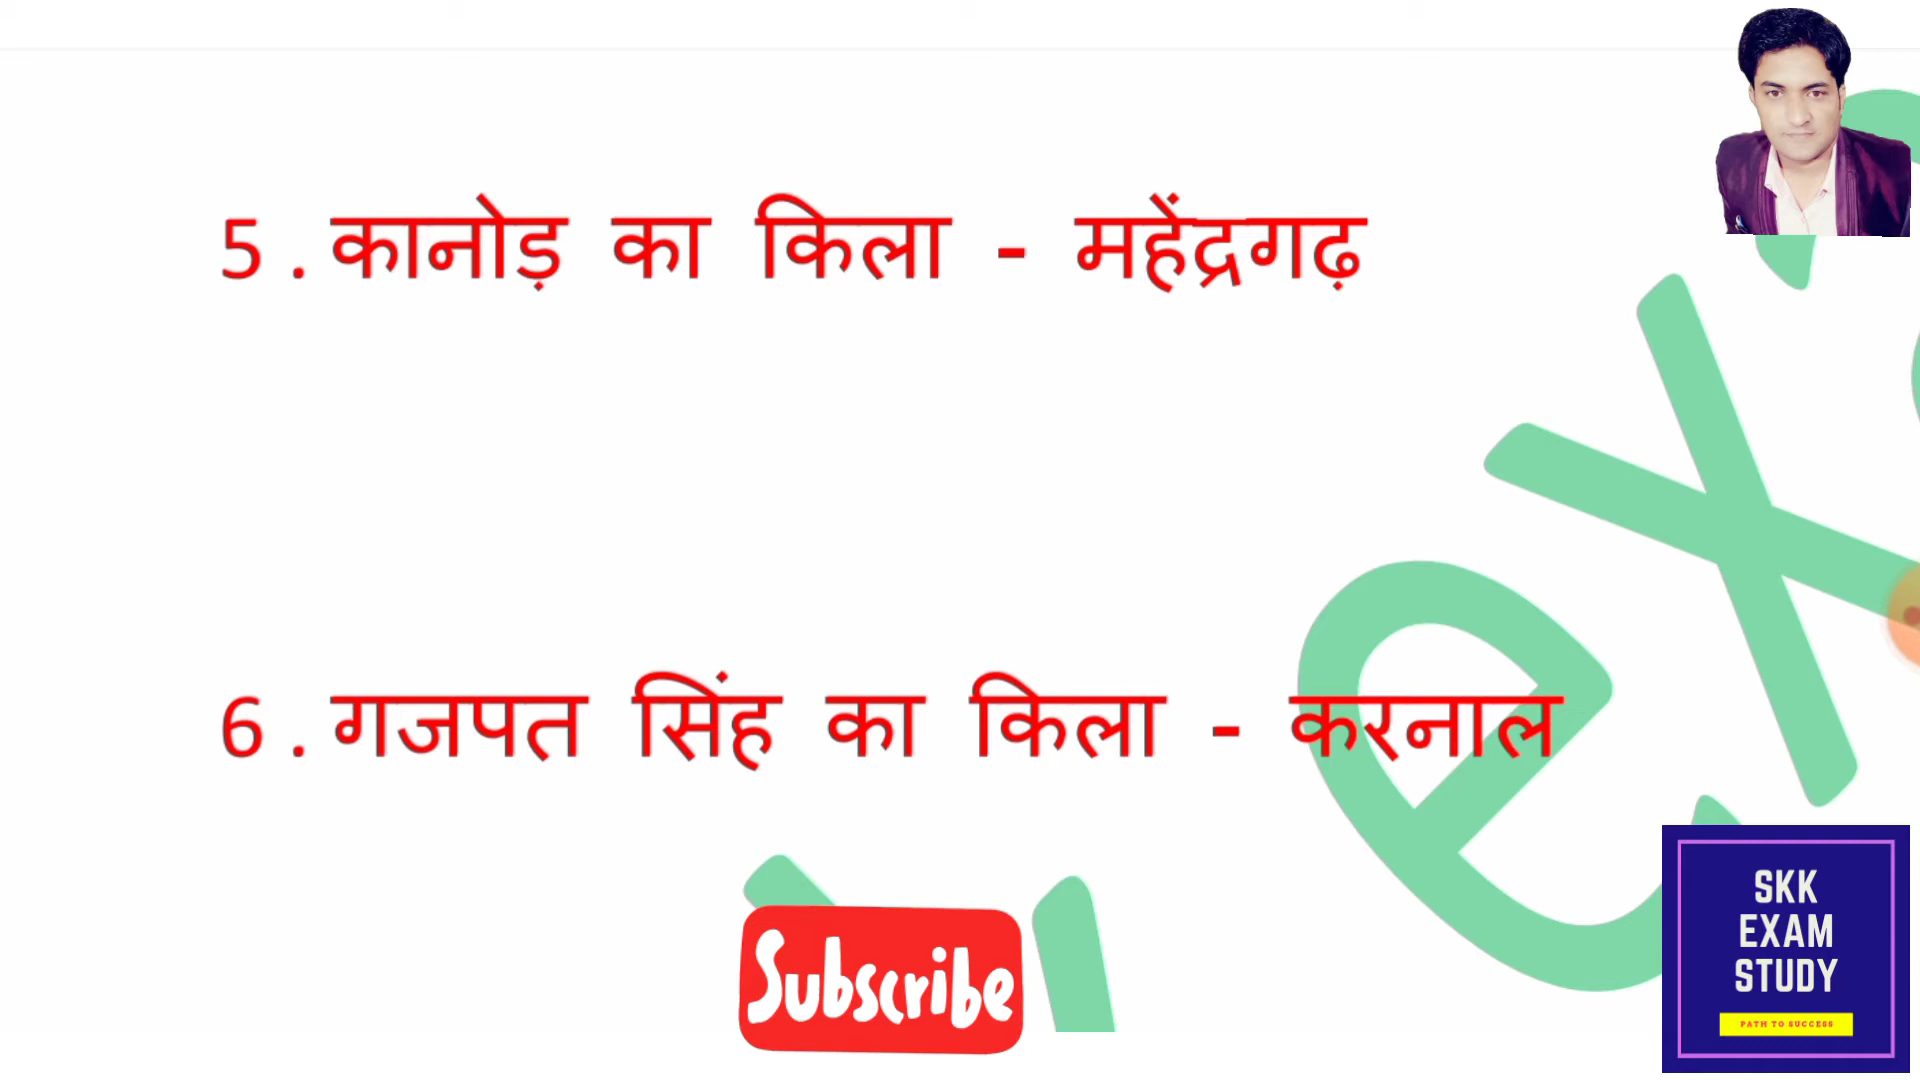 5 . कानोड़ का किला - महेंद्रगढ़
6 . गजपत सिंह का किला - करनाल
Subscribe
SKK
EXAM
STUDY
PATH TO SUCCESS